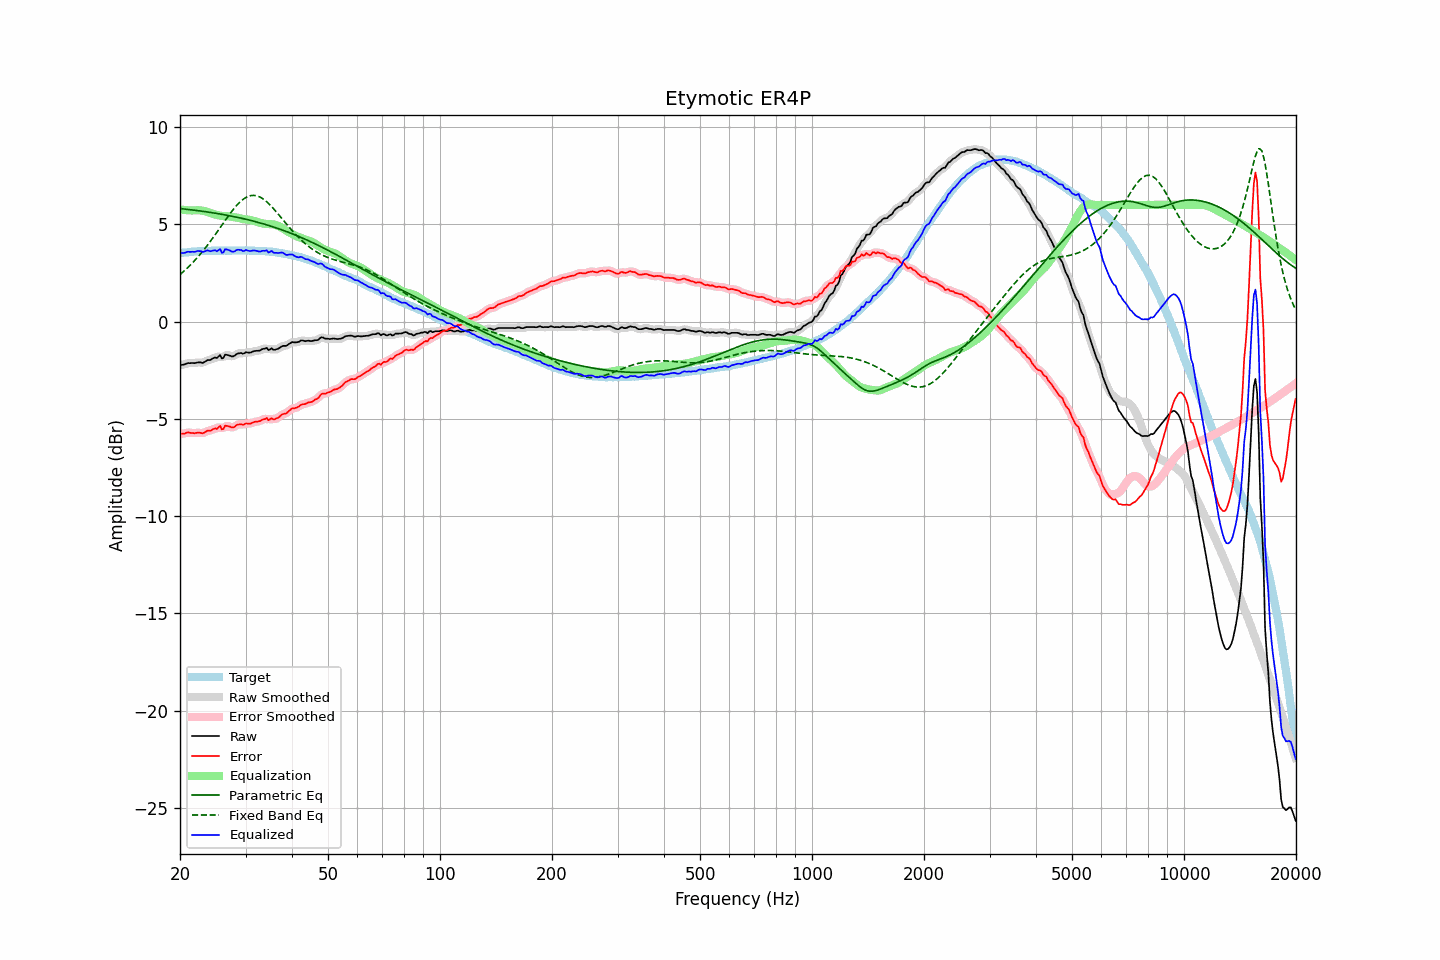 Etymotic ER4P
Amplitude (dBr)
10
5
0
−5
−10
−15
−20
−25
Target
Raw Smoothed
Error Smoothed
Raw
Error
Equalization
Parametric Eq
Fixed Band Eq
Equalized
20 50 100 200 500 1000 2000 5000 10000 20000
Frequency (Hz)